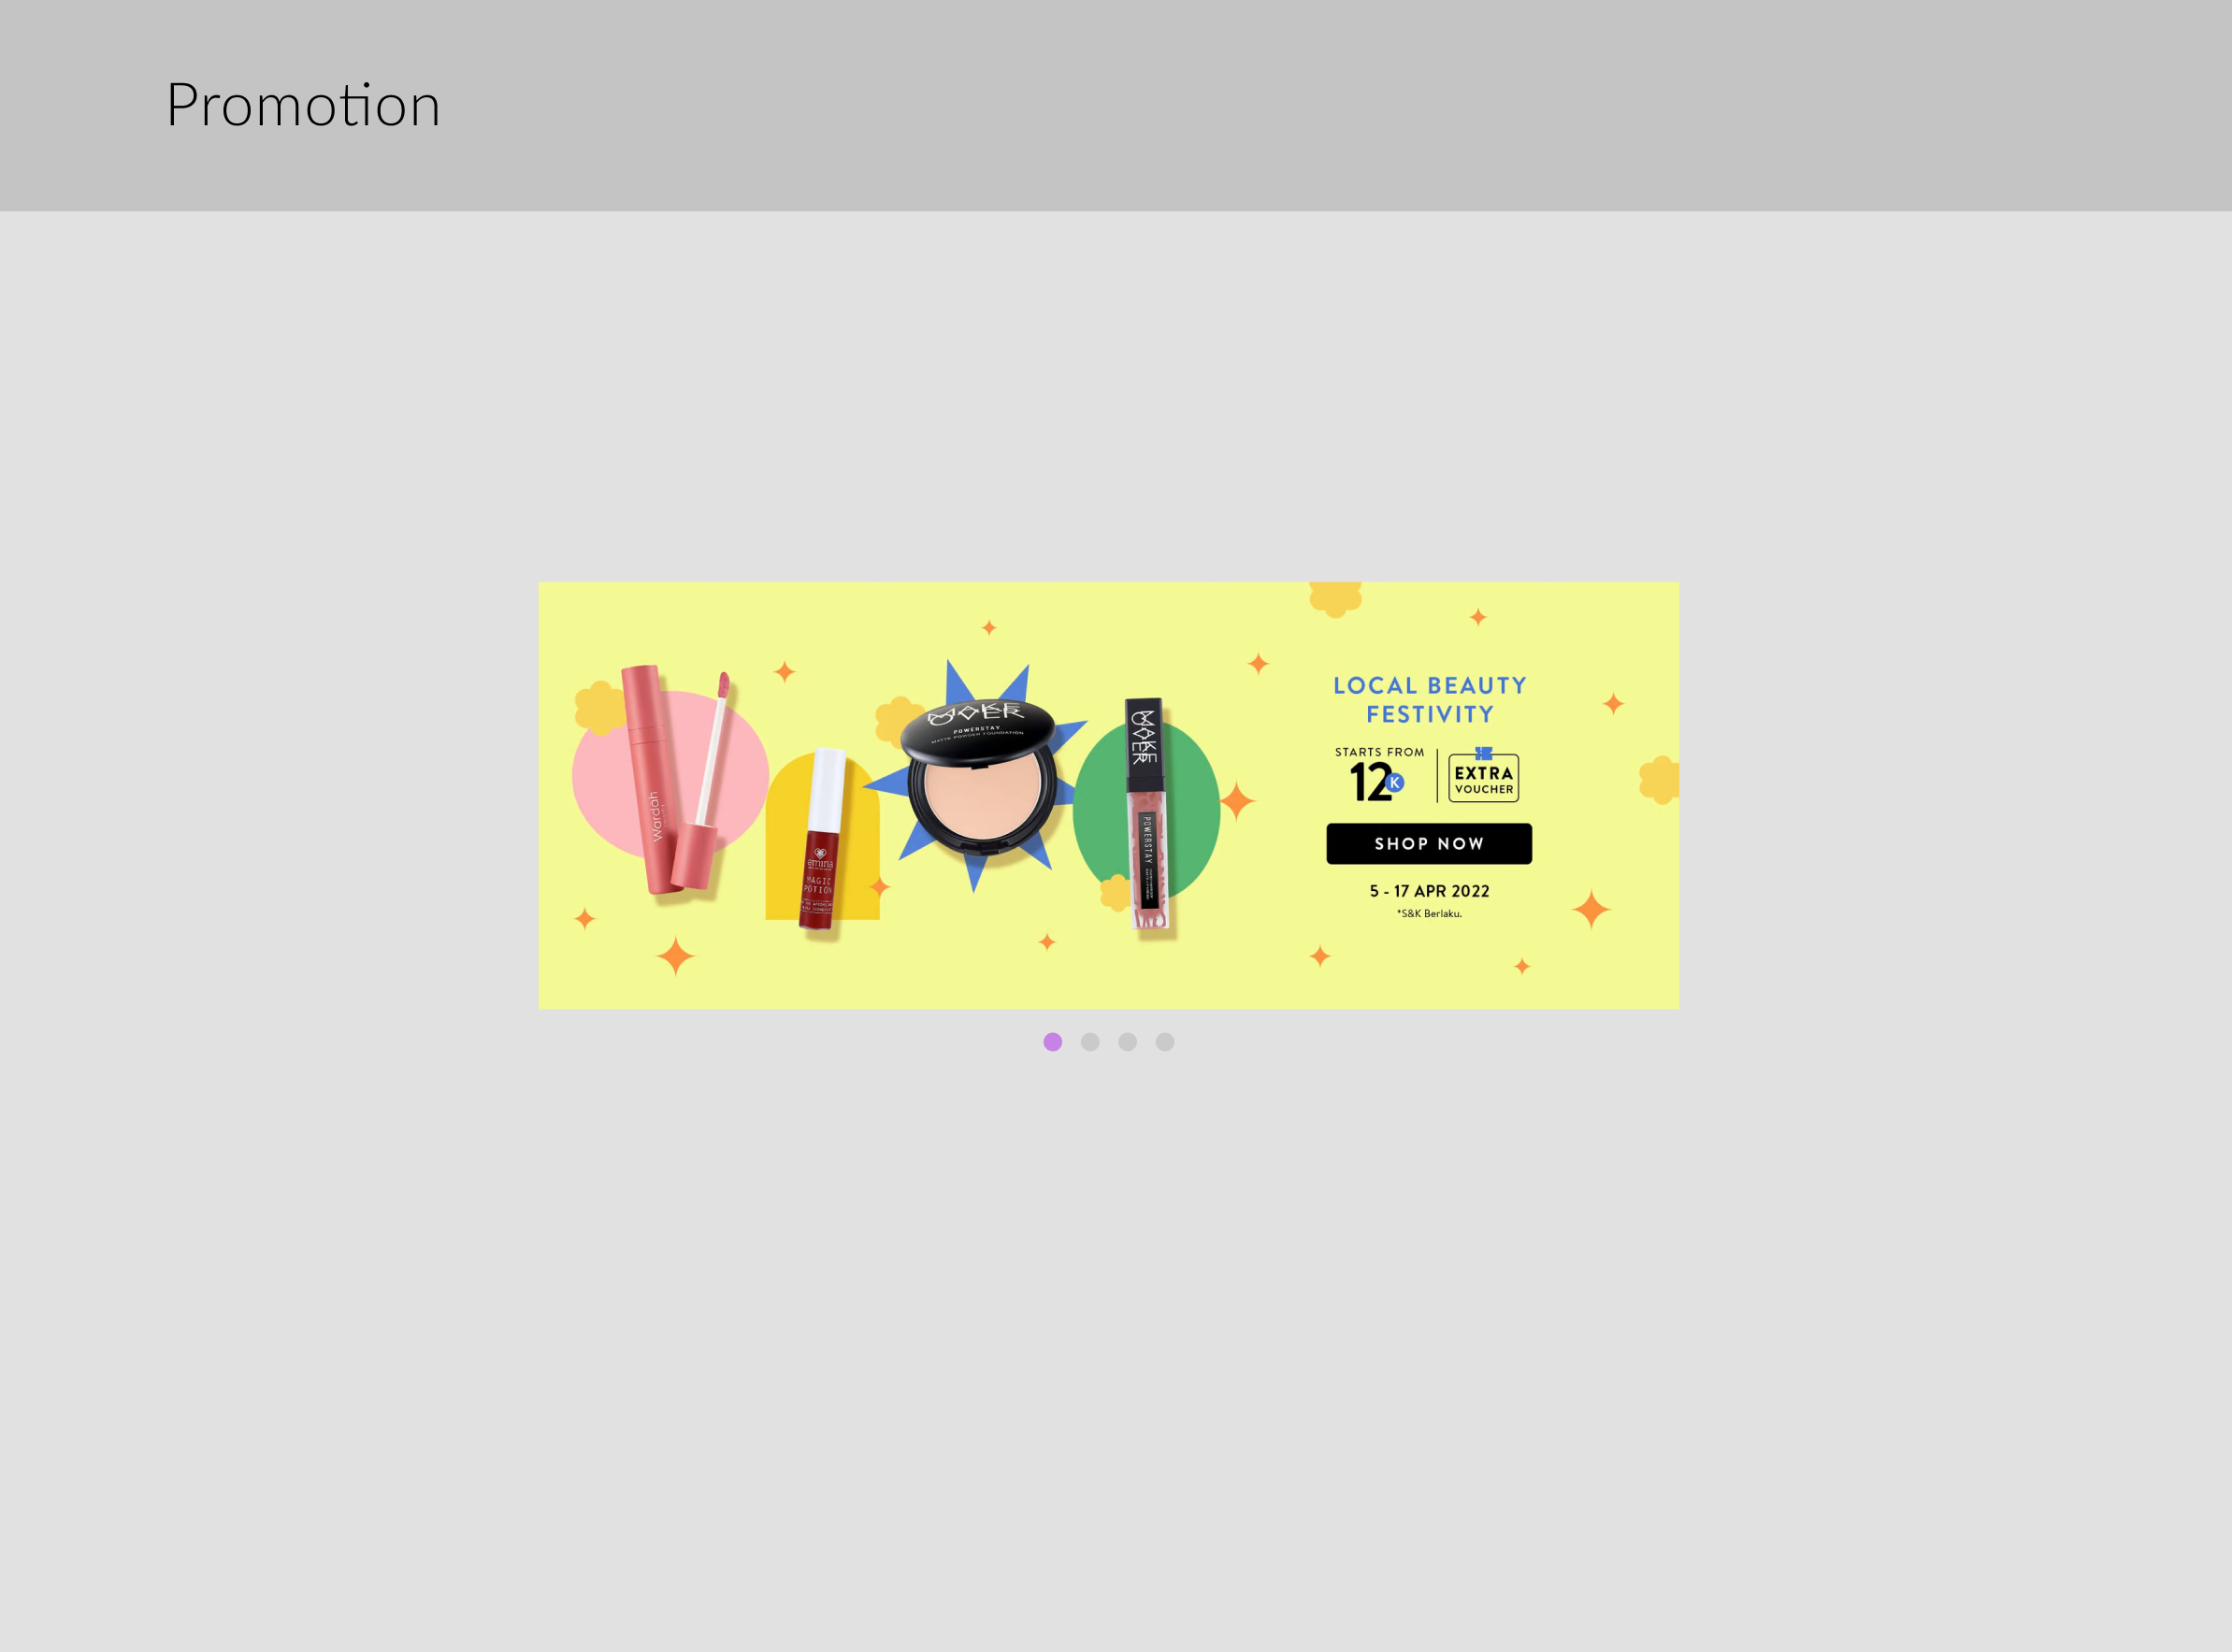 Promotion
LOCAL BEAUTY
FESTIVITY
STARTS FROM
12K
EXTRA
VOUCHER
SHOP NOW
5 - 17 APR 2022
*S&K Berlaku.
Wardah
emina
MAGIC
POTION
MAKE
OVER
POWERSTAY
MATTE POWDER FOUNDATION
MAKE
OVER
POWERSTAY